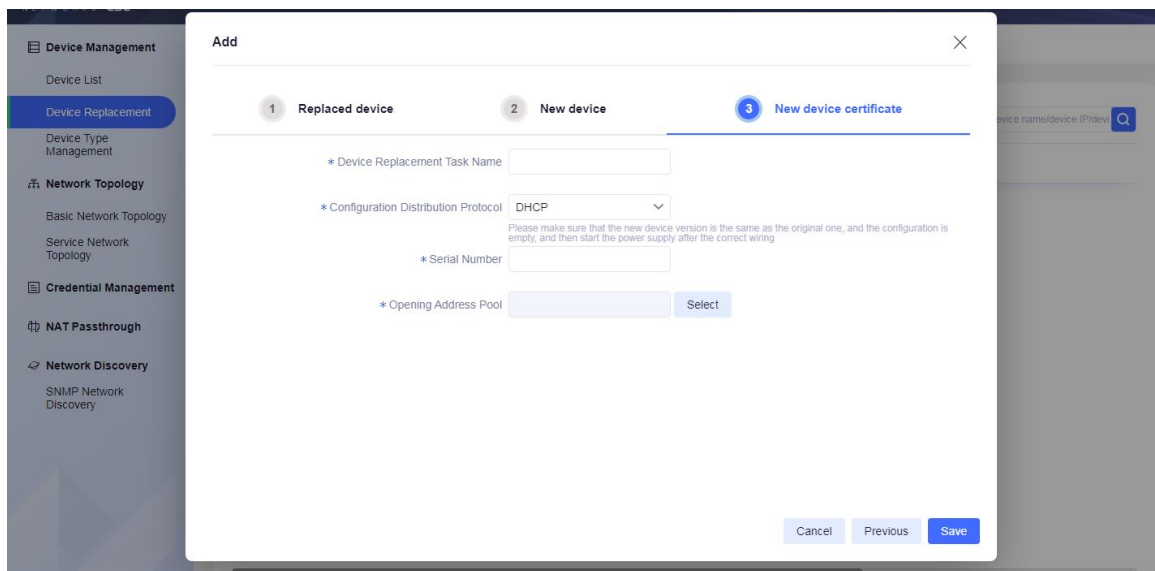 Device Management
Device List
Device Replacement
Device Type
Management
Network Topology
Basic Network Topology
Service Network
Topology
Credential Management
NAT Passthrough
Network Discovery
SNMP Network
Discovery
Add
1 Replaced device
2 New device
3 New device certificate
* Device Replacement Task Name
* Configuration Distribution Protocol DHCP
Please make sure that the new device version is the same as the original one, and the configuration is
empty, and then start the power supply after the correct wiring
* Serial Number
* Opening Address Pool Select
Cancel Previous Save
name/device IP/devi